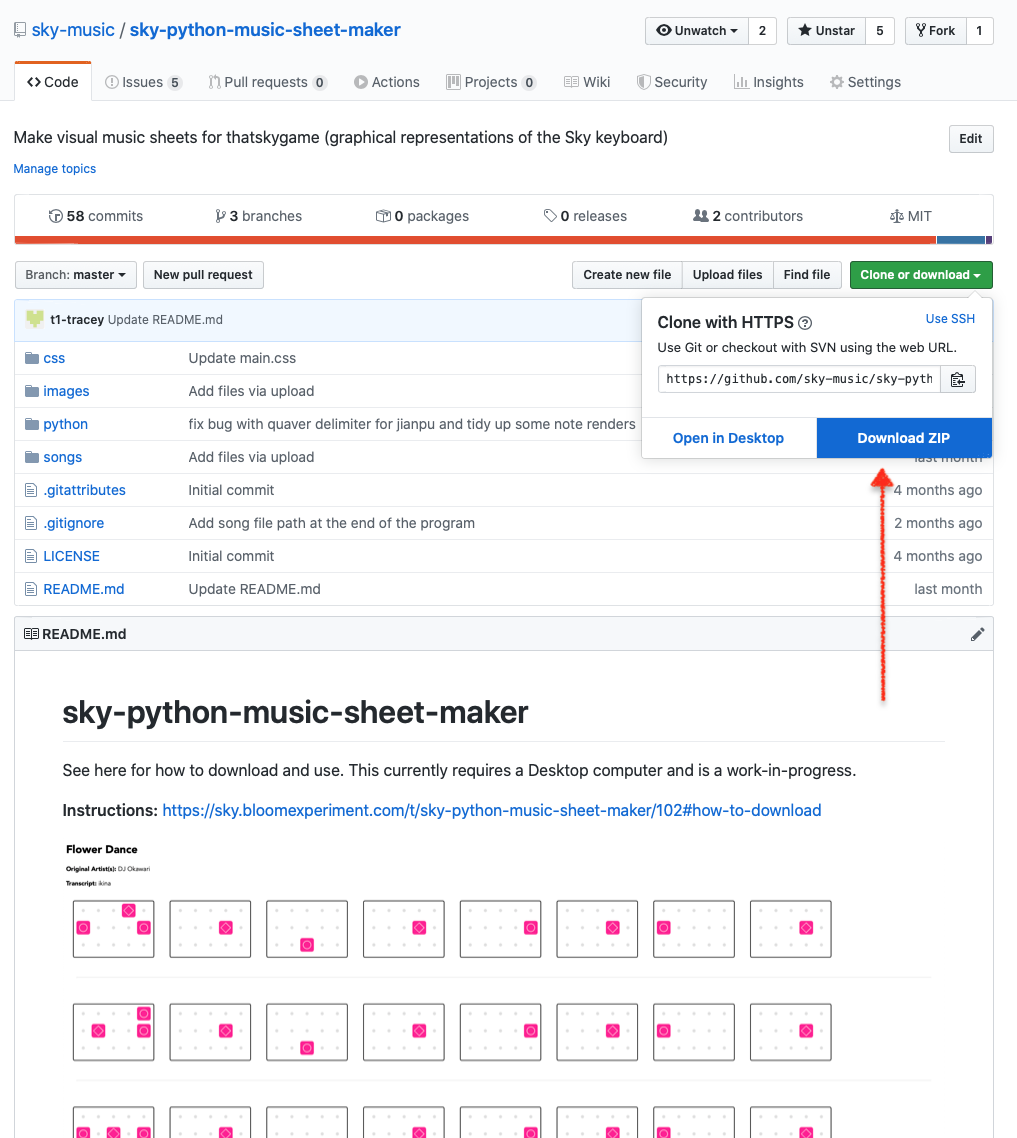 sky-music / sky-python-music-sheet-maker
Unwatch 2 Unstar 5 Fork 1
Code Issues 5 Pull requests 0 Actions Projects 0 Wiki Security Insights Settings
Make visual music sheets for thatskygame (graphical representations of the Sky keyboard) Edit
Manage topics
58 commits 3 branches 0 packages 0 releases 2 contributors MIT
Branch: master New pull request Create new file Upload files Find file Clone or download
t1-tracey Update README.md
Clone with HTTPS Use SSH
Use Git or checkout with SVN using the web URL.
https://github.com/sky-music/sky-pyth
Open in Desktop Download ZIP
css Update main.css
images Add files via upload
python fix bug with quaver delimiter for jianpu and tidy up some note renders
songs Add files via upload last month
.gitattributes Initial commit 4 months ago
.gitignore Add song file path at the end of the program 2 months ago
LICENSE Initial commit 4 months ago
README.md Update README.md last month
README.md
sky-python-music-sheet-maker
See here for how to download and use. This currently requires a Desktop computer and is a work-in-progress.
Instructions: https://sky.bloomexperiment.com/t/sky-python-music-sheet-maker/102#how-to-download
Flower Dance
Original Artist(s): DJ Okawari
Transcript: ikina